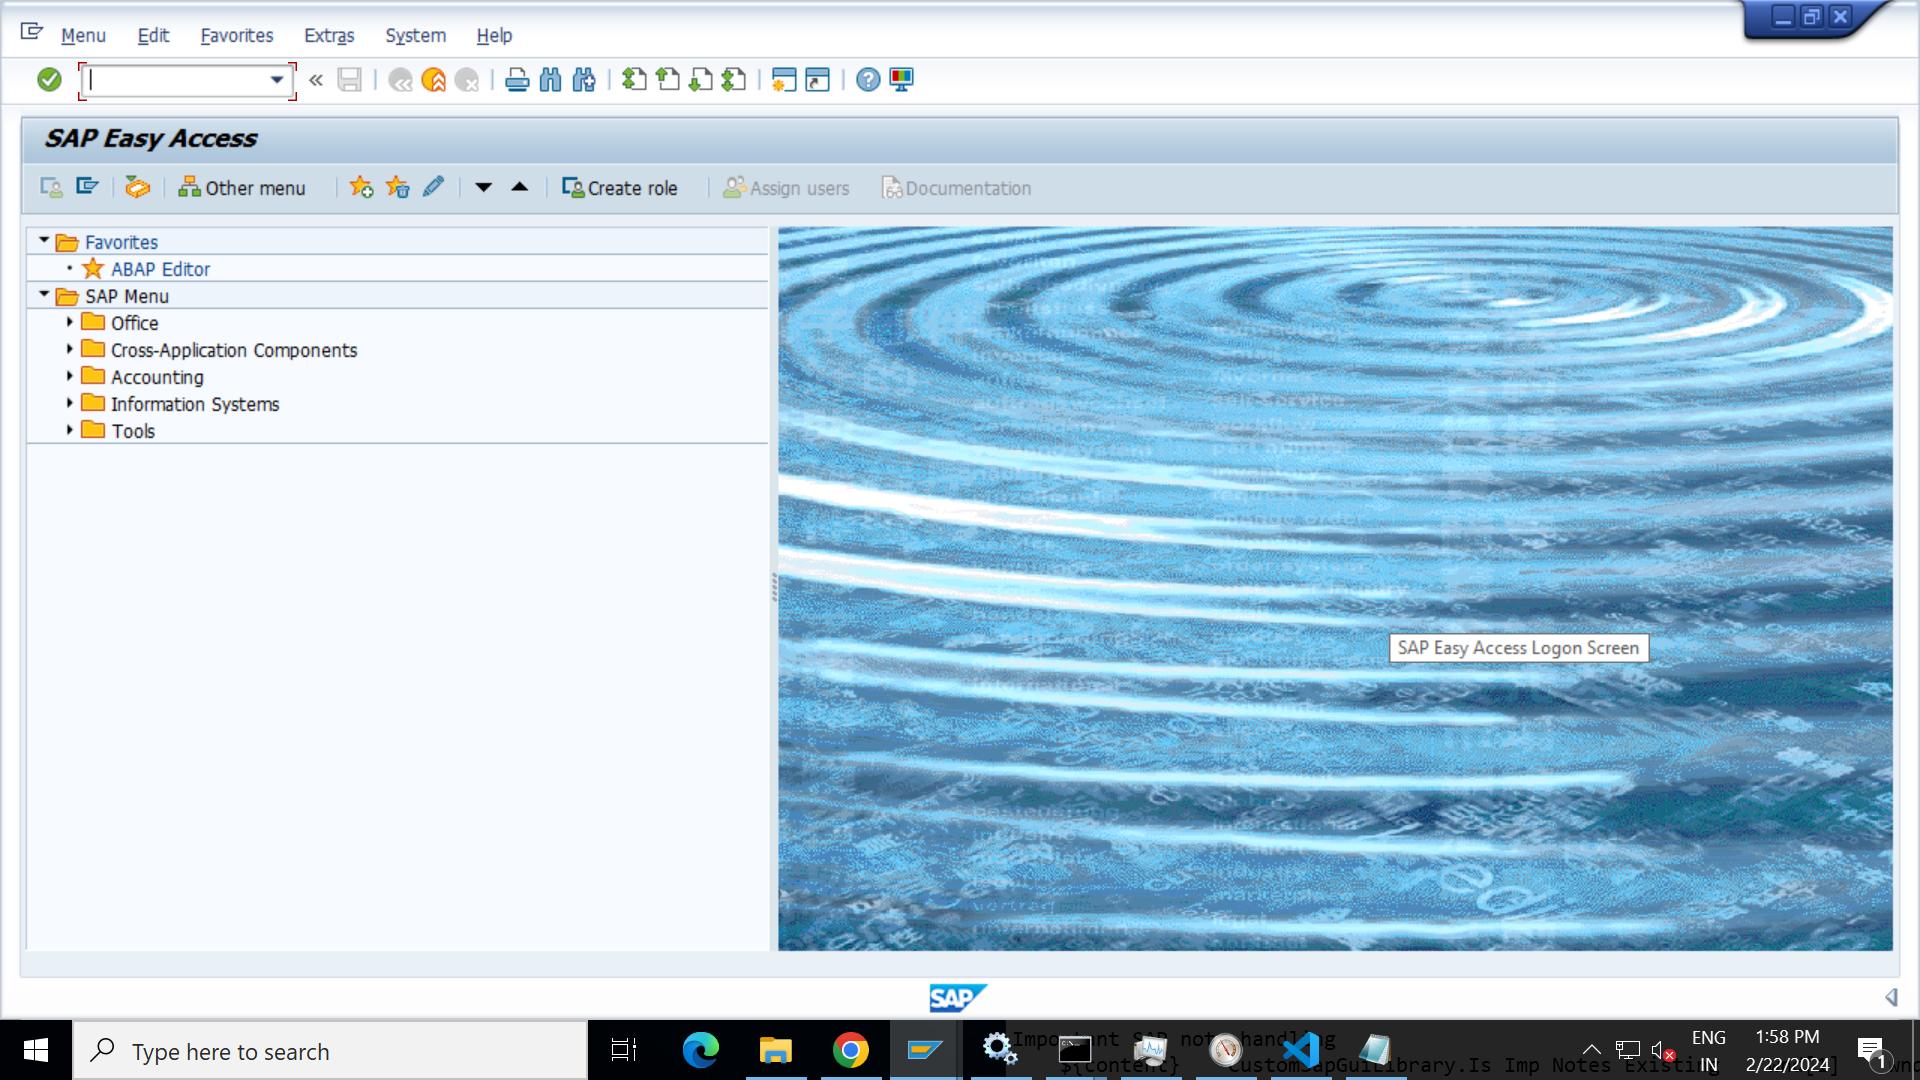 Menu Edit Favorites Extras System Help
SAP Easy Access
Other menu Create role Assign users Documentation
Favorites
ABAP Editor
SAP Menu
Office
Cross-Application Components
Accounting
Information Systems
Tools
SAP Easy Access Logon Screen
SAP
Type here to search
Important SAP note handling
${content} CustomSapGuiLibrary.Is Imp Notes Existing
ENG
IN
1:58 PM
2/22/2024
1